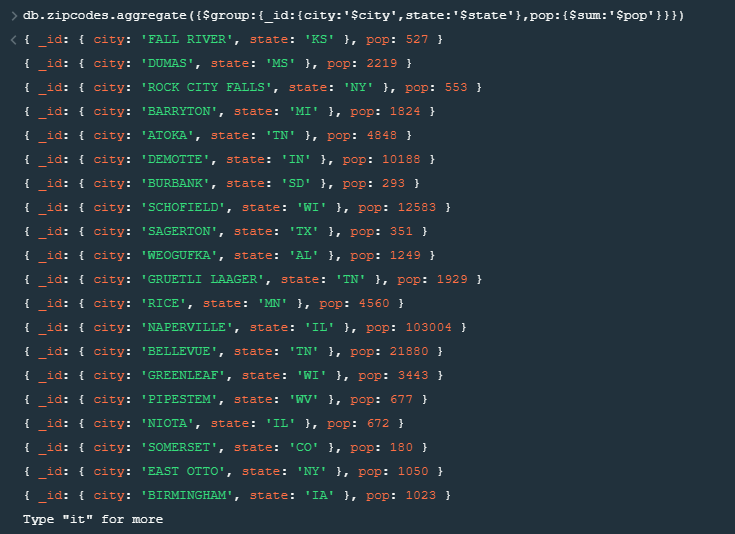 > db.zipcodes.aggregate({$group:{_id:{city:'$city',state:'$state'},pop:{$sum:'$pop'}}})
< { _id: { city: 'FALL RIVER', state: 'KS' }, pop: 527 }
{ _id: { city: 'DUMAS', state: 'MS' }, pop: 2219 }
{ _id: { city: 'ROCK CITY FALLS', state: 'NY' }, pop: 553 }
{ _id: { city: 'BARRYTON', state: 'MI' }, pop: 1824 }
{ _id: { city: 'ATOKA', state: 'TN' }, pop: 4848 }
{ _id: { city: 'DEMOTTE', state: 'IN' }, pop: 10188 }
{ _id: { city: 'BURBANK', state: 'SD' }, pop: 293 }
{ _id: { city: 'SCHOFIELD', state: 'WI' }, pop: 12583 }
{ _id: { city: 'SAGERTON', state: 'TX' }, pop: 351 }
{ _id: { city: 'WEOGUFKA', state: 'AL' }, pop: 1249 }
{ _id: { city: 'GRUETLI LAAGER', state: 'TN' }, pop: 1929 }
{ _id: { city: 'RICE', state: 'MN' }, pop: 4560 }
{ _id: { city: 'NAPERVILLE', state: 'IL' }, pop: 103004 }
{ _id: { city: 'BELLEVUE', state: 'TN' }, pop: 21880 }
{ _id: { city: 'GREENLEAF', state: 'WI' }, pop: 3443 }
{ _id: { city: 'PIPESTEM', state: 'WV' }, pop: 677 }
{ _id: { city: 'NIOTA', state: 'IL' }, pop: 672 }
{ _id: { city: 'SOMERSET', state: 'CO' }, pop: 180 }
{ _id: { city: 'EAST OTTO', state: 'NY' }, pop: 1050 }
{ _id: { city: 'BIRMINGHAM', state: 'IA' }, pop: 1023 }
Type "it" for more